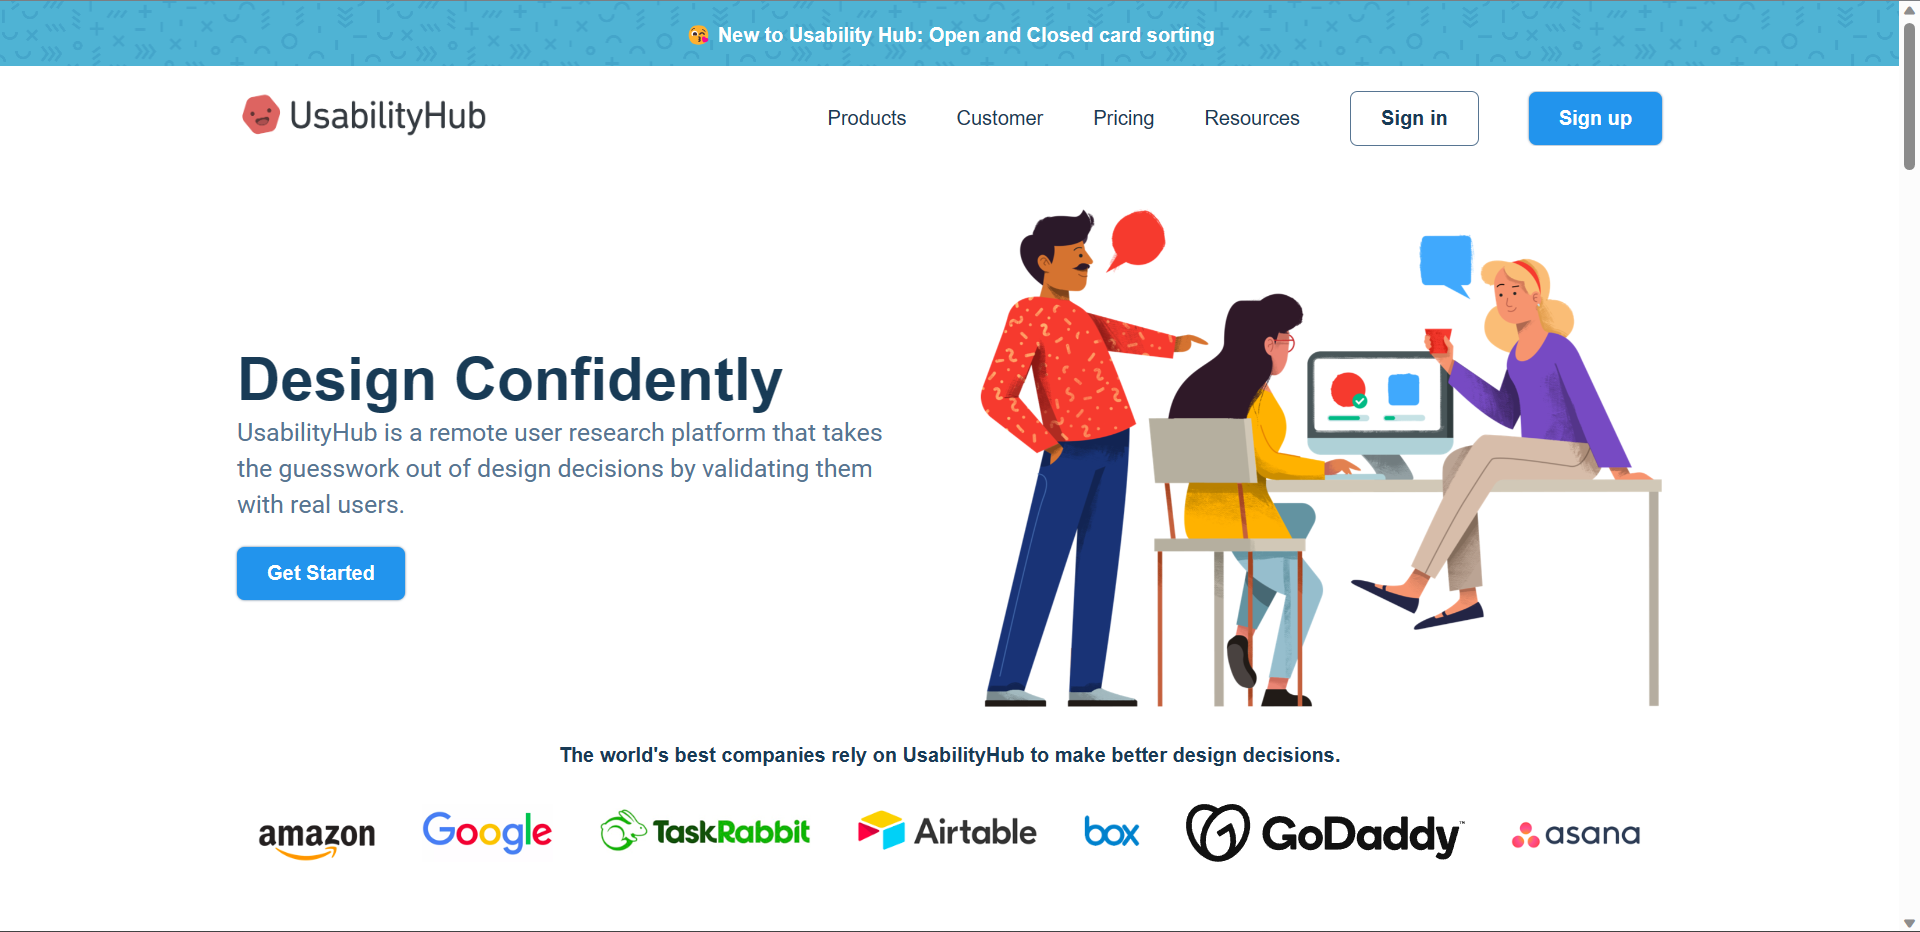 😘 New to Usability Hub: Open and Closed card sorting
UsabilityHub
Products
Customer
Pricing
Resources
Sign in
Sign up
Design Confidently
UsabilityHub is a remote user research platform that takes
the guesswork out of design decisions by validating them
with real users.
Get Started
The world's best companies rely on UsabilityHub to make better design decisions.
amazon
Google
TaskRabbit
Airtable
box
GoDaddy™
asana